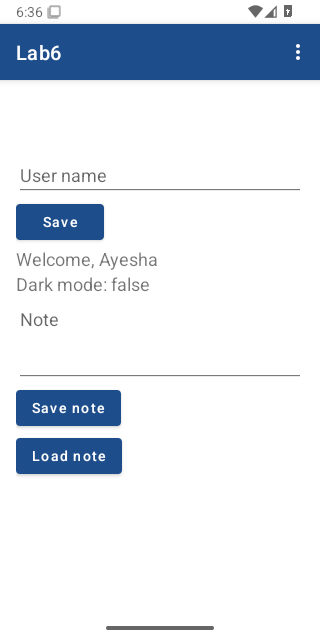 6:36
Lab6
User name
Save
Welcome, Ayesha
Dark mode: false
Note
Save note
Load note